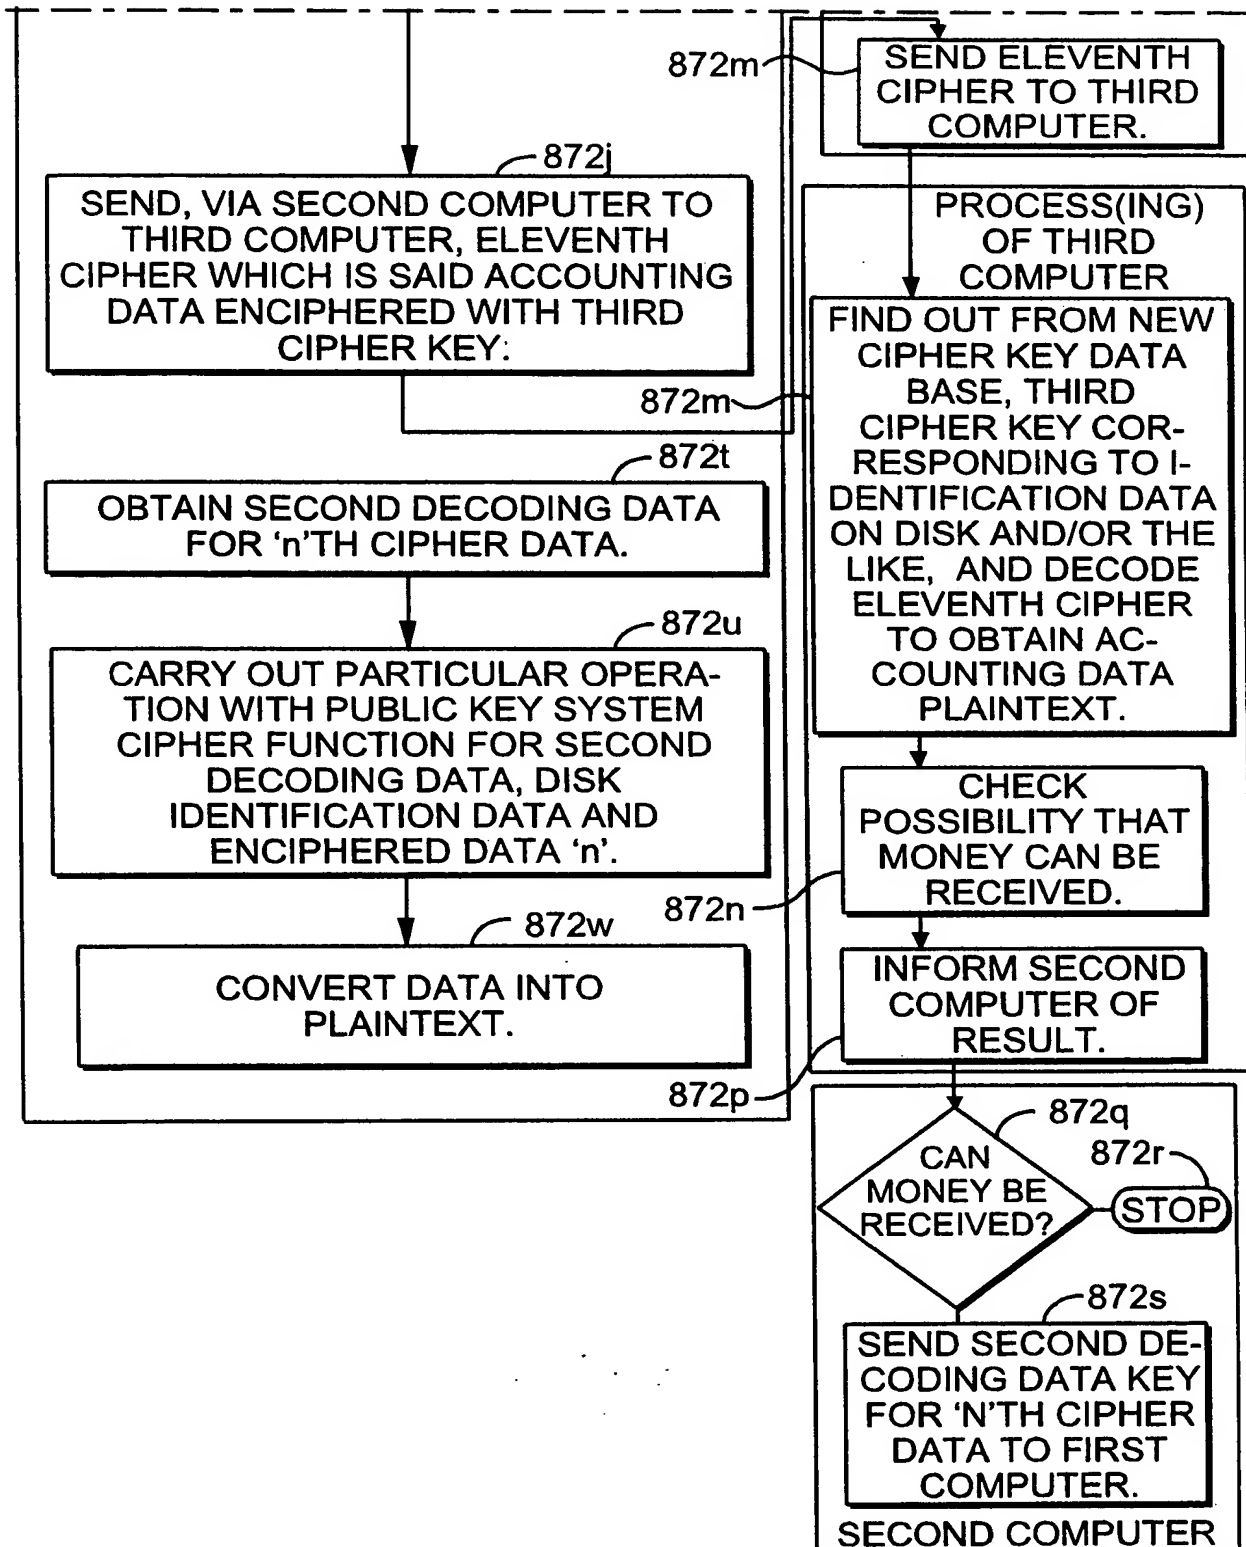 872j
SEND, VIA SECOND COMPUTER TO
THIRD COMPUTER, ELEVENTH
CIPHER WHICH IS SAID ACCOUNTING
DATA ENCIPHERED WITH THIRD
CIPHER KEY.
872t
OBTAIN SECOND DECODING DATA
FOR 'n'TH CIPHER DATA.
872u
CARRY OUT PARTICULAR OPERA-
TION WITH PUBLIC KEY SYSTEM
CIPHER FUNCTION FOR SECOND
DECODING DATA, DISK
IDENTIFICATION DATA AND
ENCIPHERED DATA 'n'.
872w
CONVERT DATA INTO
PLAINTEXT.
872m
SEND ELEVENTH
CIPHER TO THIRD
COMPUTER.
PROCESS(ING)
OF THIRD
COMPUTER
872m
FIND OUT FROM NEW
CIPHER KEY DATA
BASE, THIRD
CIPHER KEY COR-
RESPONDING TO I-
DENTIFICATION DATA
ON DISK AND/OR THE
LIKE, AND DECODE
ELEVENTH CIPHER
TO OBTAIN AC-
COUNTING DATA
PLAINTEXT.
872n
CHECK
POSSIBILITY THAT
MONEY CAN BE
RECEIVED.
872p
INFORM SECOND
COMPUTER OF
RESULT.
872q
CAN
MONEY BE
RECEIVED?
872r
STOP
872s
SEND SECOND DE-
CODING DATA KEY
FOR 'N'TH CIPHER
DATA TO FIRST
COMPUTER.
SECOND COMPUTER